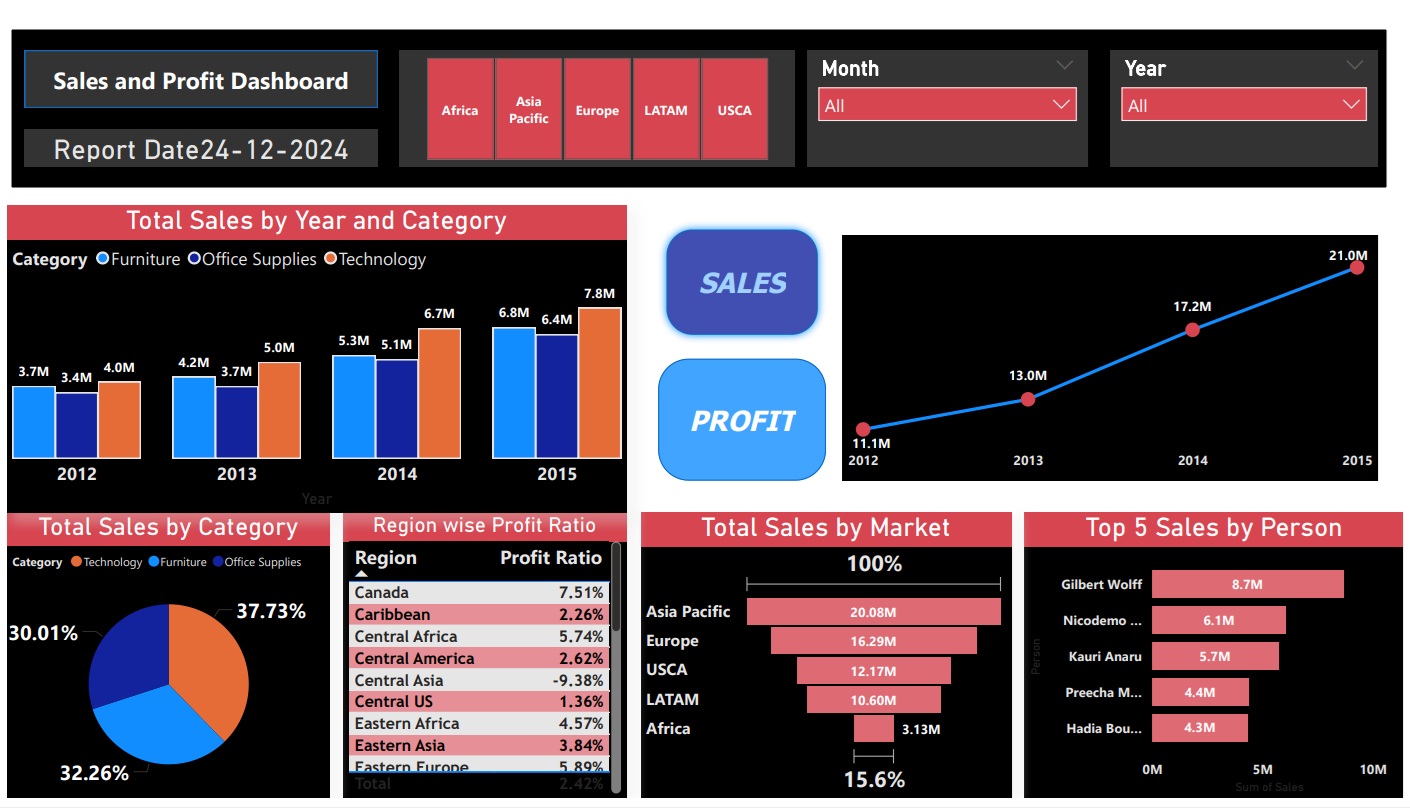 Sales and Profit Dashboard
Report Date24-12-2024
Africa
Asia
Pacific
Europe
LATAM
USCA
Month
All
Year
All
Total Sales by Year and Category
Category Furniture Office Supplies Technology
3.7M 3.4M 4.0M
4.2M 3.7M 5.0M
5.3M 5.1M 6.7M
6.8M 6.4M 7.8M
2012 2013 2014 2015
Year
SALES
PROFIT
11.1M
13.0M
17.2M
21.0M
2012 2013 2014 2015
Total Sales by Category
Category Technology Furniture Office Supplies
37.73%
30.01%
32.26%
Region wise Profit Ratio
Region Profit Ratio
Canada 7.51%
Caribbean 2.26%
Central Africa 5.74%
Central America 2.62%
Central Asia -9.38%
Central US 1.36%
Eastern Africa 4.57%
Eastern Asia 3.84%
Eastern Europe 5.89%
Total 2.42%
Total Sales by Market
100%
Asia Pacific 20.08M
Europe 16.29M
USCA 12.17M
LATAM 10.60M
Africa 3.13M
15.6%
Top 5 Sales by Person
Person
Gilbert Wolff 8.7M
Nicodemo ... 6.1M
Kauri Anaru 5.7M
Preecha M... 4.4M
Hadia Bou... 4.3M
0M 5M 10M
Sum of Sales